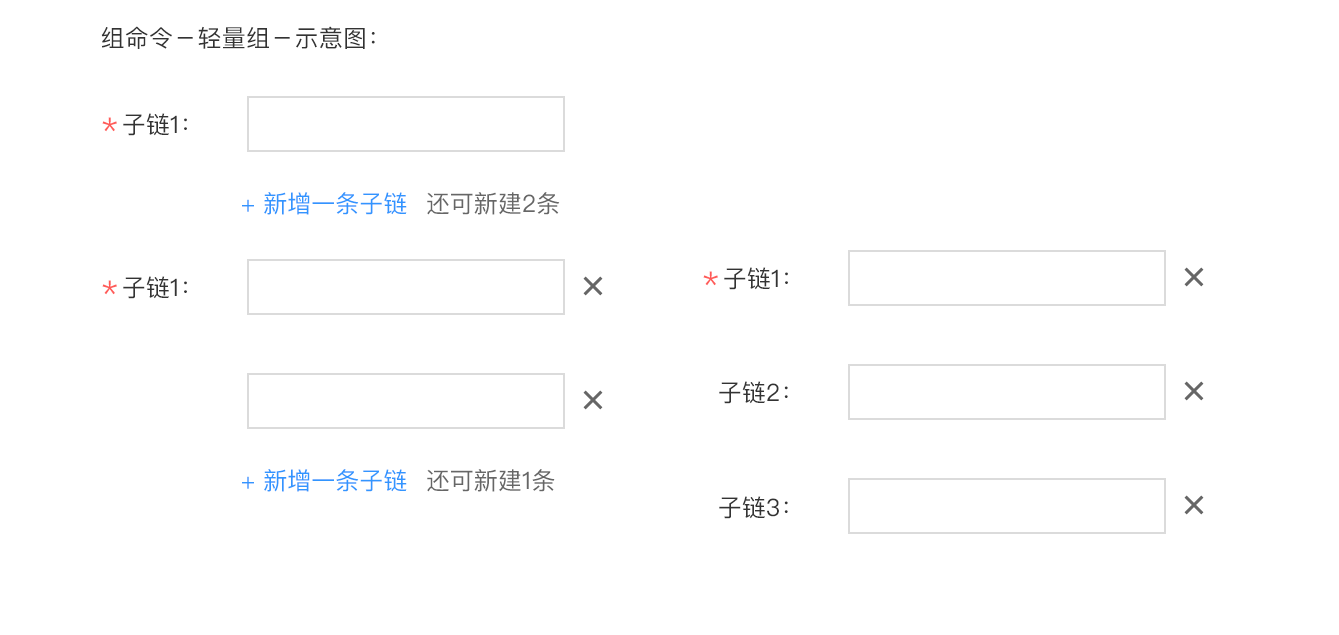 组命令－轻量组－示意图：
* 子链1：
+ 新增一条子链 还可新建2条
* 子链1：
+ 新增一条子链 还可新建1条
* 子链1：
子链2：
子链3：